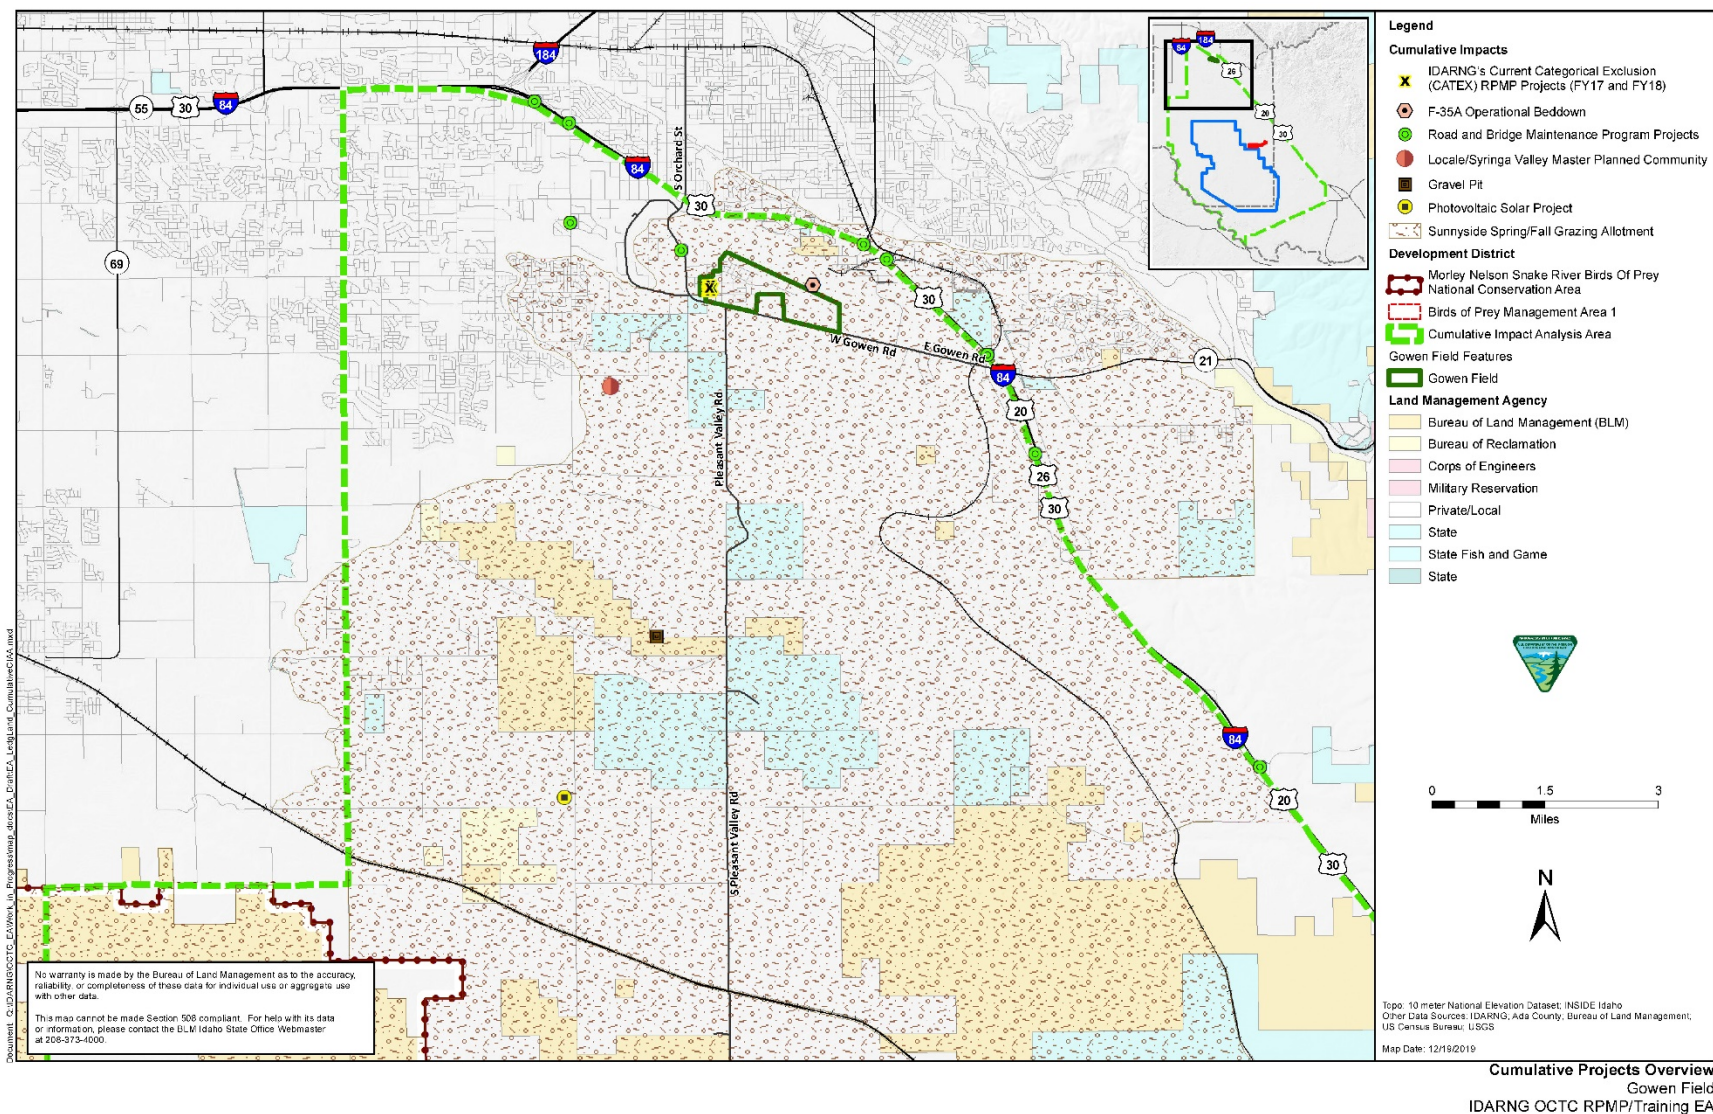 Legend
Cumulative Impacts
IDARNG's Current Categorical Exclusion
(CATEX) RPMP Projects (FY17 and FY18)
F-35A Operational Beddown
Road and Bridge Maintenance Program Projects
Locale/Syringa Valley Master Planned Community
Gravel Pit
Photovoltaic Solar Project
Sunnyside Spring/Fall Grazing Allotment
Development District
Morley Nelson Snake River Birds Of Prey
National Conservation Area
Birds of Prey Management Area 1
Cumulative Impact Analysis Area
Gowen Field Features
Gowen Field
Land Management Agency
Bureau of Land Management (BLM)
Bureau of Reclamation
Corps of Engineers
Military Reservation
Private/Local
State
State Fish and Game
State
0 1.5 3
Miles
N
Topo: 10 meter National Elevation Dataset; INSIDE Idaho
Other Data Sources: IDARNG; Ada County, Bureau of Land Management;
US Census Bureau; USGS
Map Date: 12/19/2019
Cumulative Projects Overview
Gowen Field
IDARNG OCTC RPMP/Training EA
184
55
30
84
69
84
30
S Orchard St
X
30
W Gowen Rd
E Gowen Rd
84
21
20
26
30
Pleasant Valley Rd
84
20
30
S Pleasant Valley Rd
84
184
26
20
30
No warranty is made by the Bureau of Land Management as to the accuracy,
reliability, or completeness of these data for individual use or aggregate use
with other data.
This map cannot be made Section 508 compliant. For help with its data
or information, please contact the BLM Idaho State Office Webmaster
at 208-373-4000.